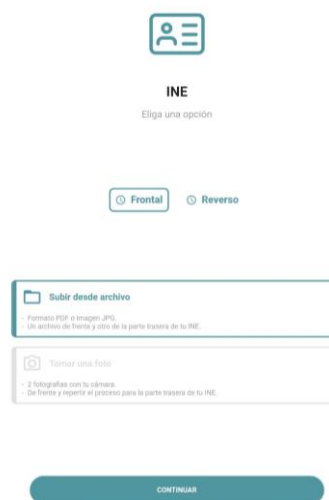 INE
Eliga una opción
Frontal
Reverso
Subir desde archivo
- Formato PDF o imagen JPG.
- Un archivo de frente y otro de la parte trasera de tu INE.
Tomar una foto
- 2 fotografías con tu cámara.
- De frente y repertir el proceso para la parte trasera de tu INE.
CONTINUAR